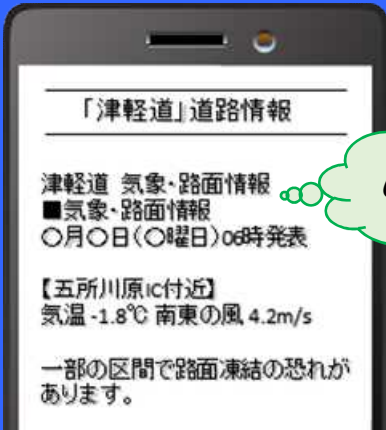 「津軽道」道路情報
津軽道 気象・路面情報
■気象・路面情報
〇月〇日(〇曜日)06時発表
【五所川原IC付近】
気温 -1.8℃ 南東の風 4.2m/s
一部の区間で路面凍結の恐れが
あります。